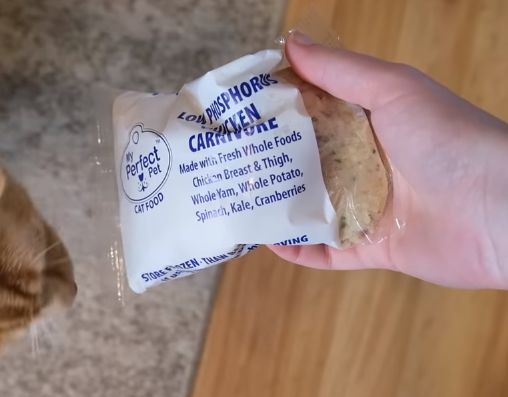 My
Perfect
Pet
CAT FOOD
LOW PHOSPHORUS
CHICKEN
CARNIVORE
Made with Fresh Whole Foods
Chicken Breast & Thigh,
Whole Yam, Whole Potato,
Spinach, Kale, Cranberries
STORE FROZEN · THAW